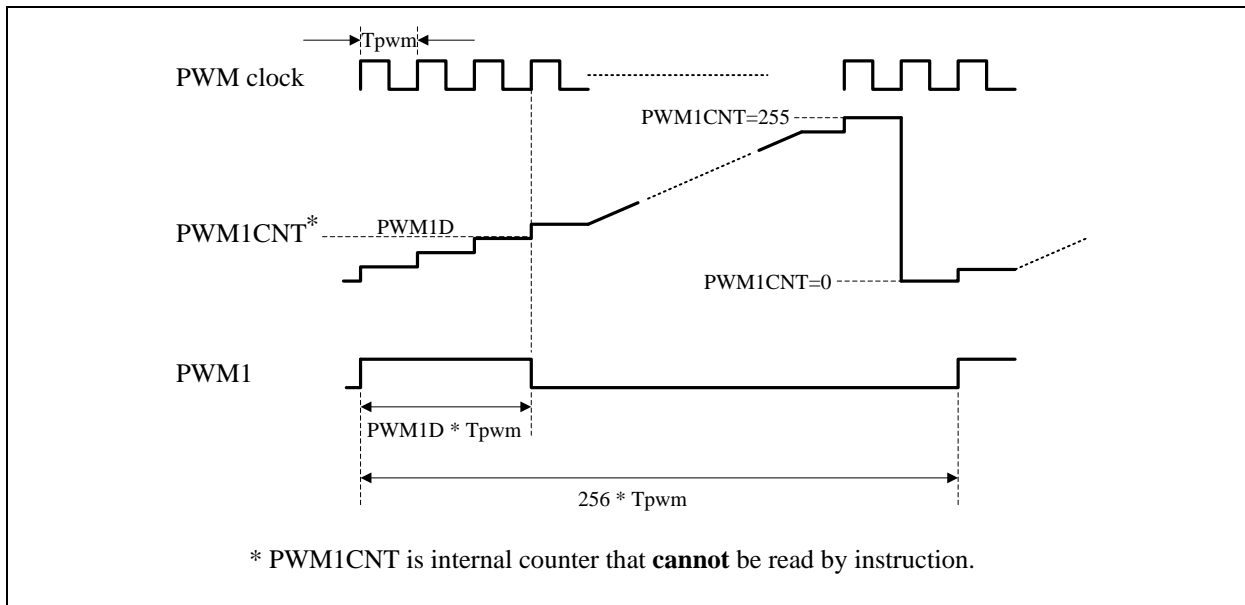 Tpwm
PWM clock
PWM1CNT=255
PWM1CNT*
PWM1D
PWM1CNT=0
PWM1
PWM1D * Tpwm
256 * Tpwm
* PWM1CNT is internal counter that cannot be read by instruction.